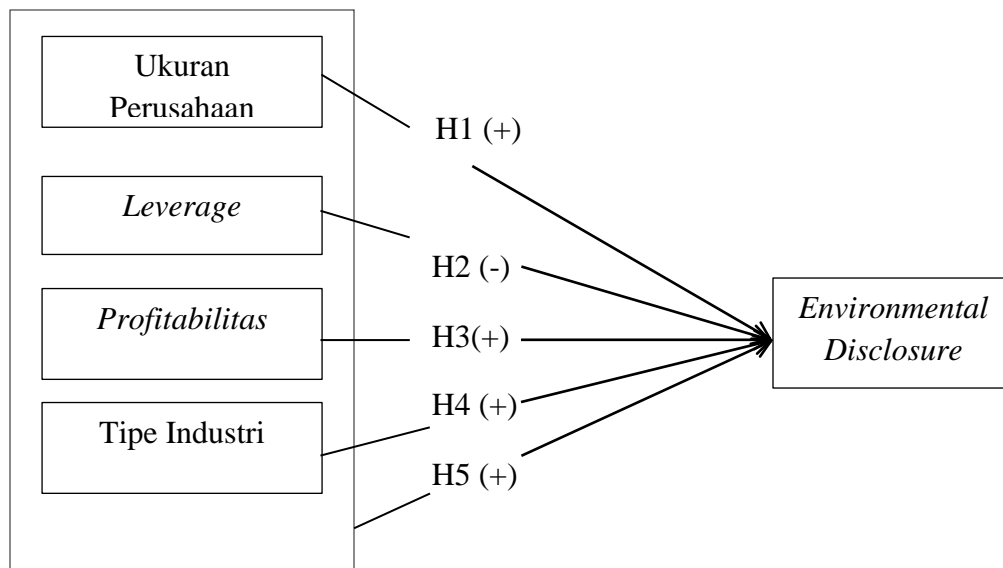 Ukuran
Perusahaan
H1 (+)
Leverage
H2 (-)
Profitabilitas
H3(+)
Environmental
Disclosure
Tipe Industri
H4 (+)
H5 (+)